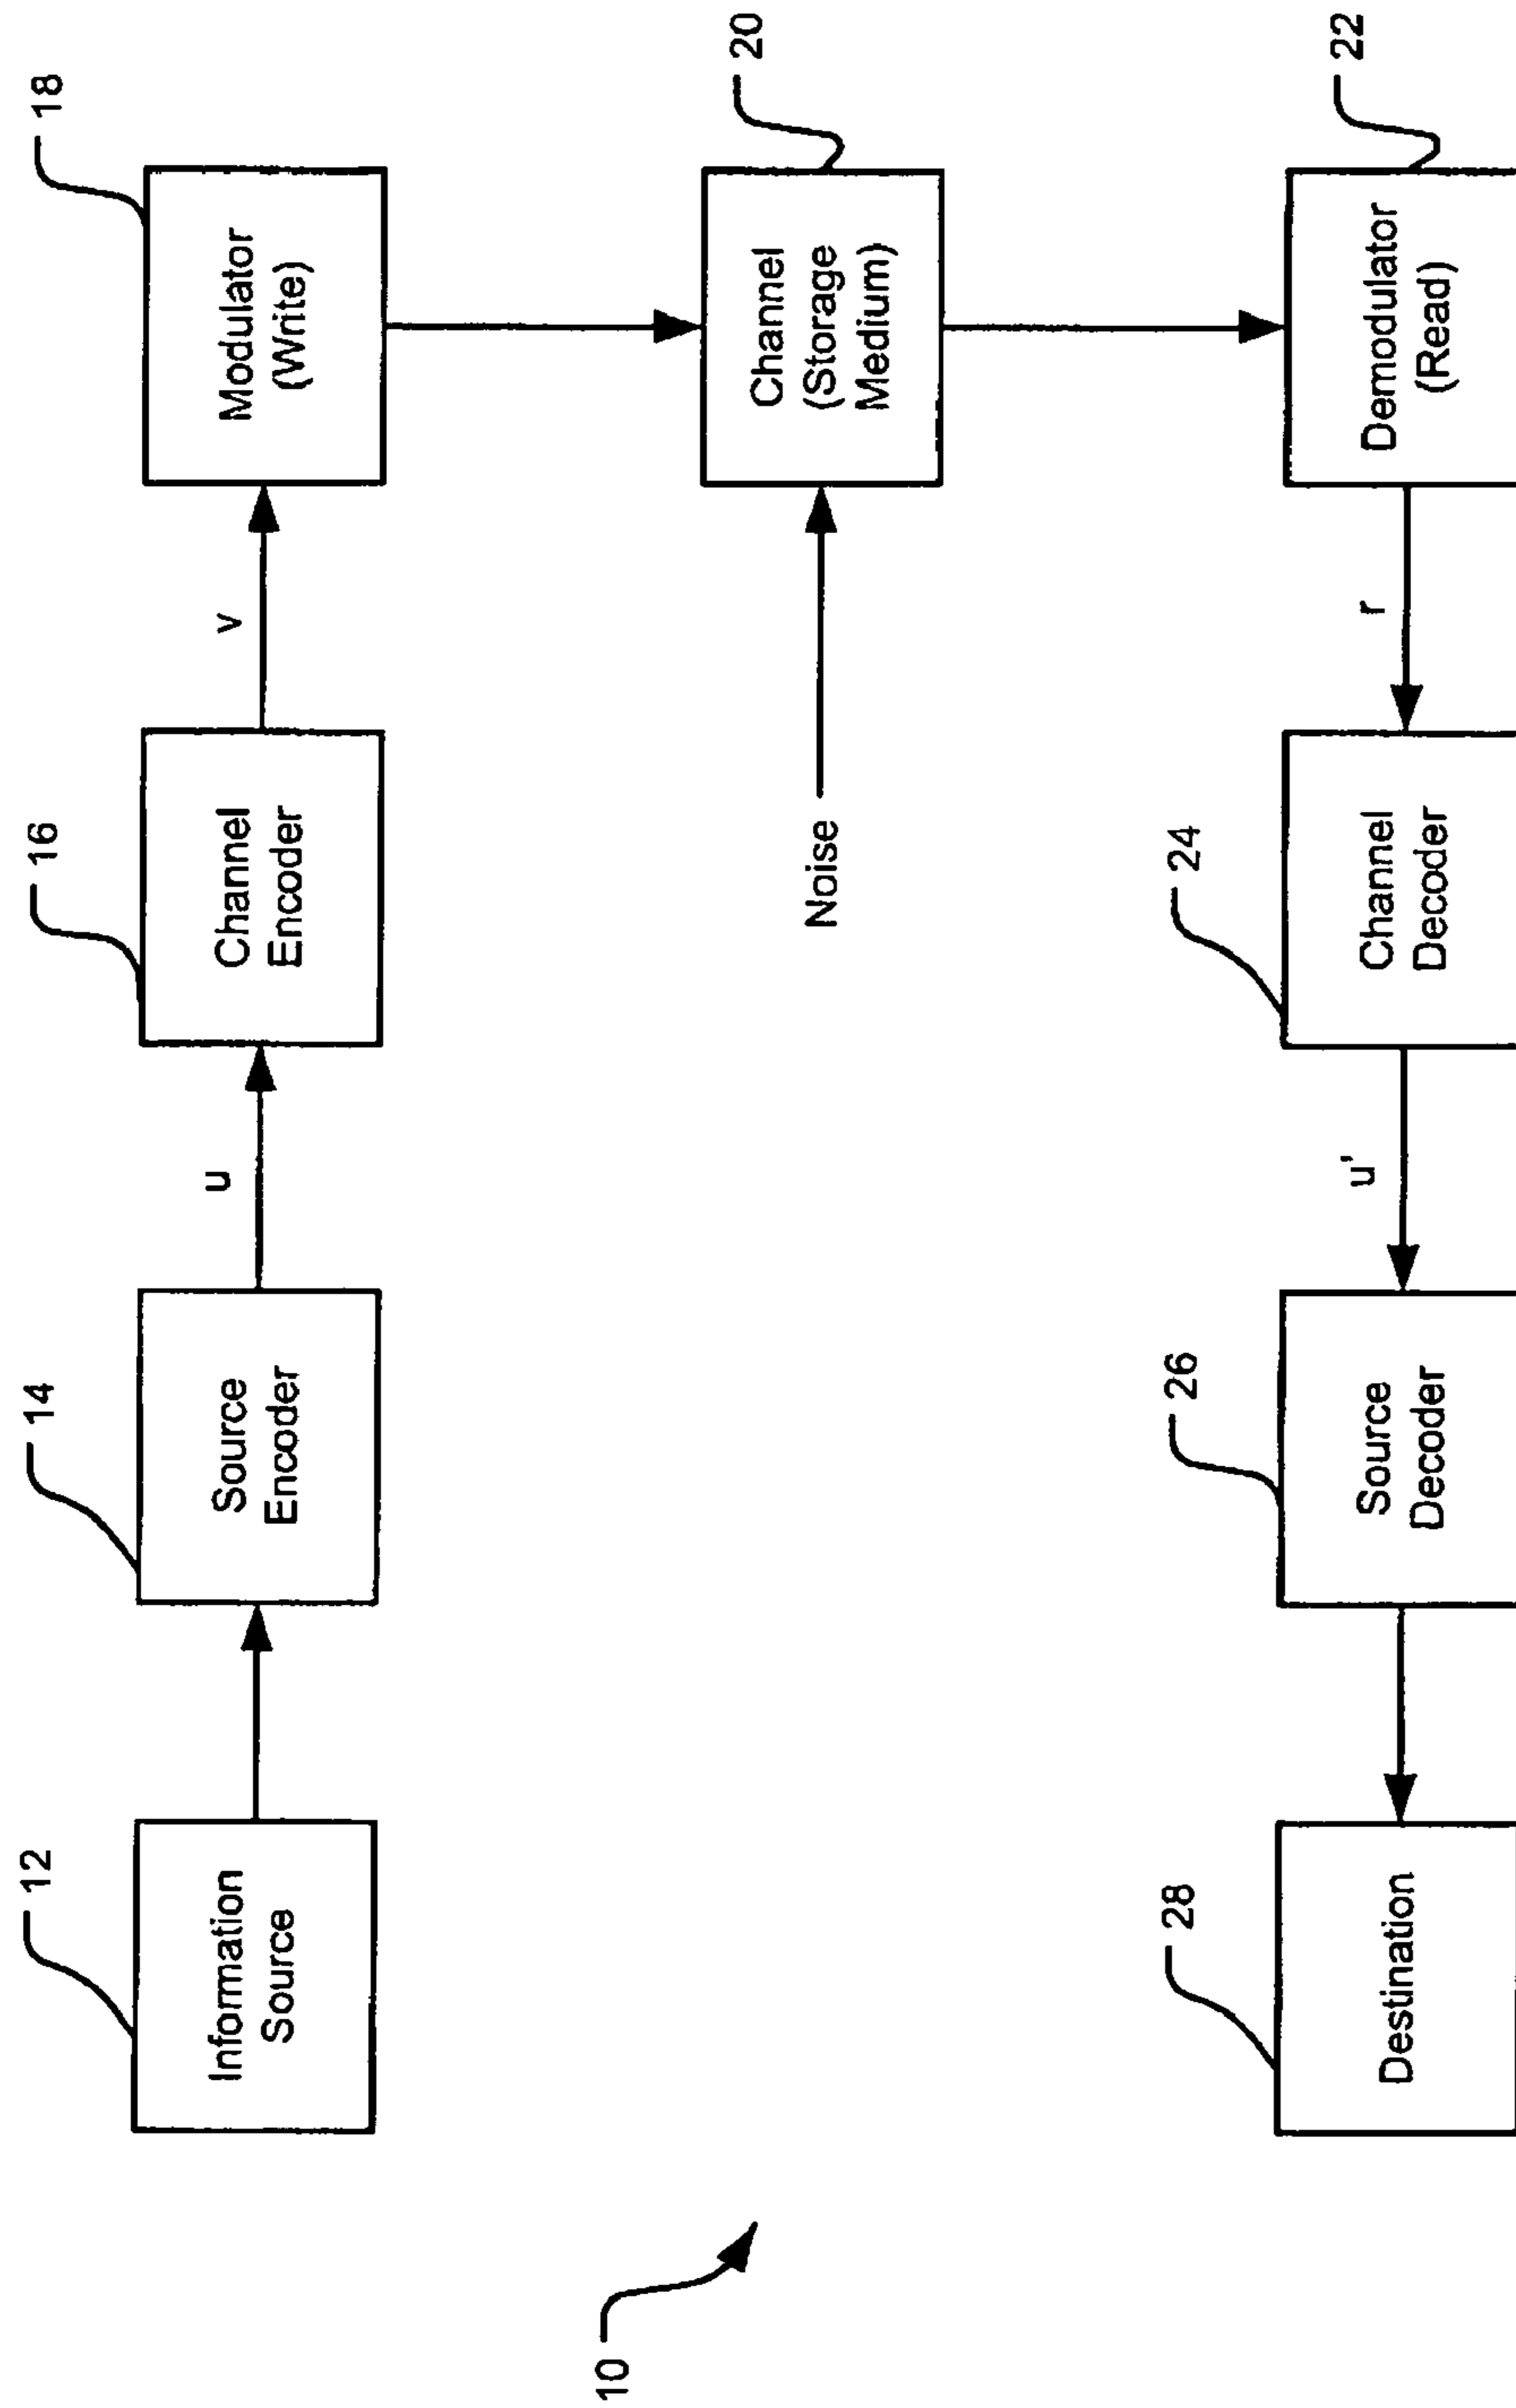 12
Information
Source
14
Source
Encoder
u
16
Channel
Encoder
v
18
Modulator
(Write)
Noise
20
Channel
(Storage
Medium)
22
Demodulator
(Read)
r
24
Channel
Decoder
u'
26
Source
Decoder
28
Destination
10